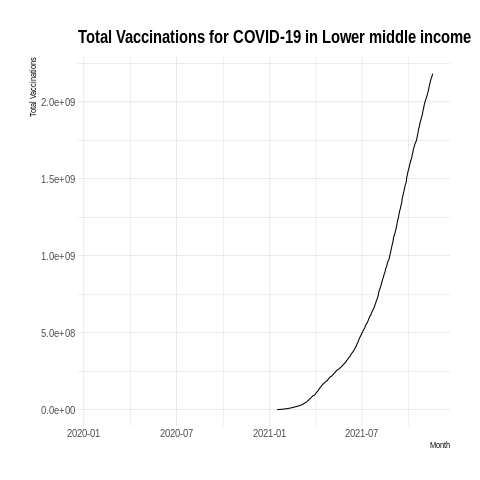 Total Vaccinations for COVID-19 in Lower middle income
Total Vaccinations
2.0e+09
1.5e+09
1.0e+09
5.0e+08
0.0e+00
2020-01 2020-07 2021-01 2021-07
Month